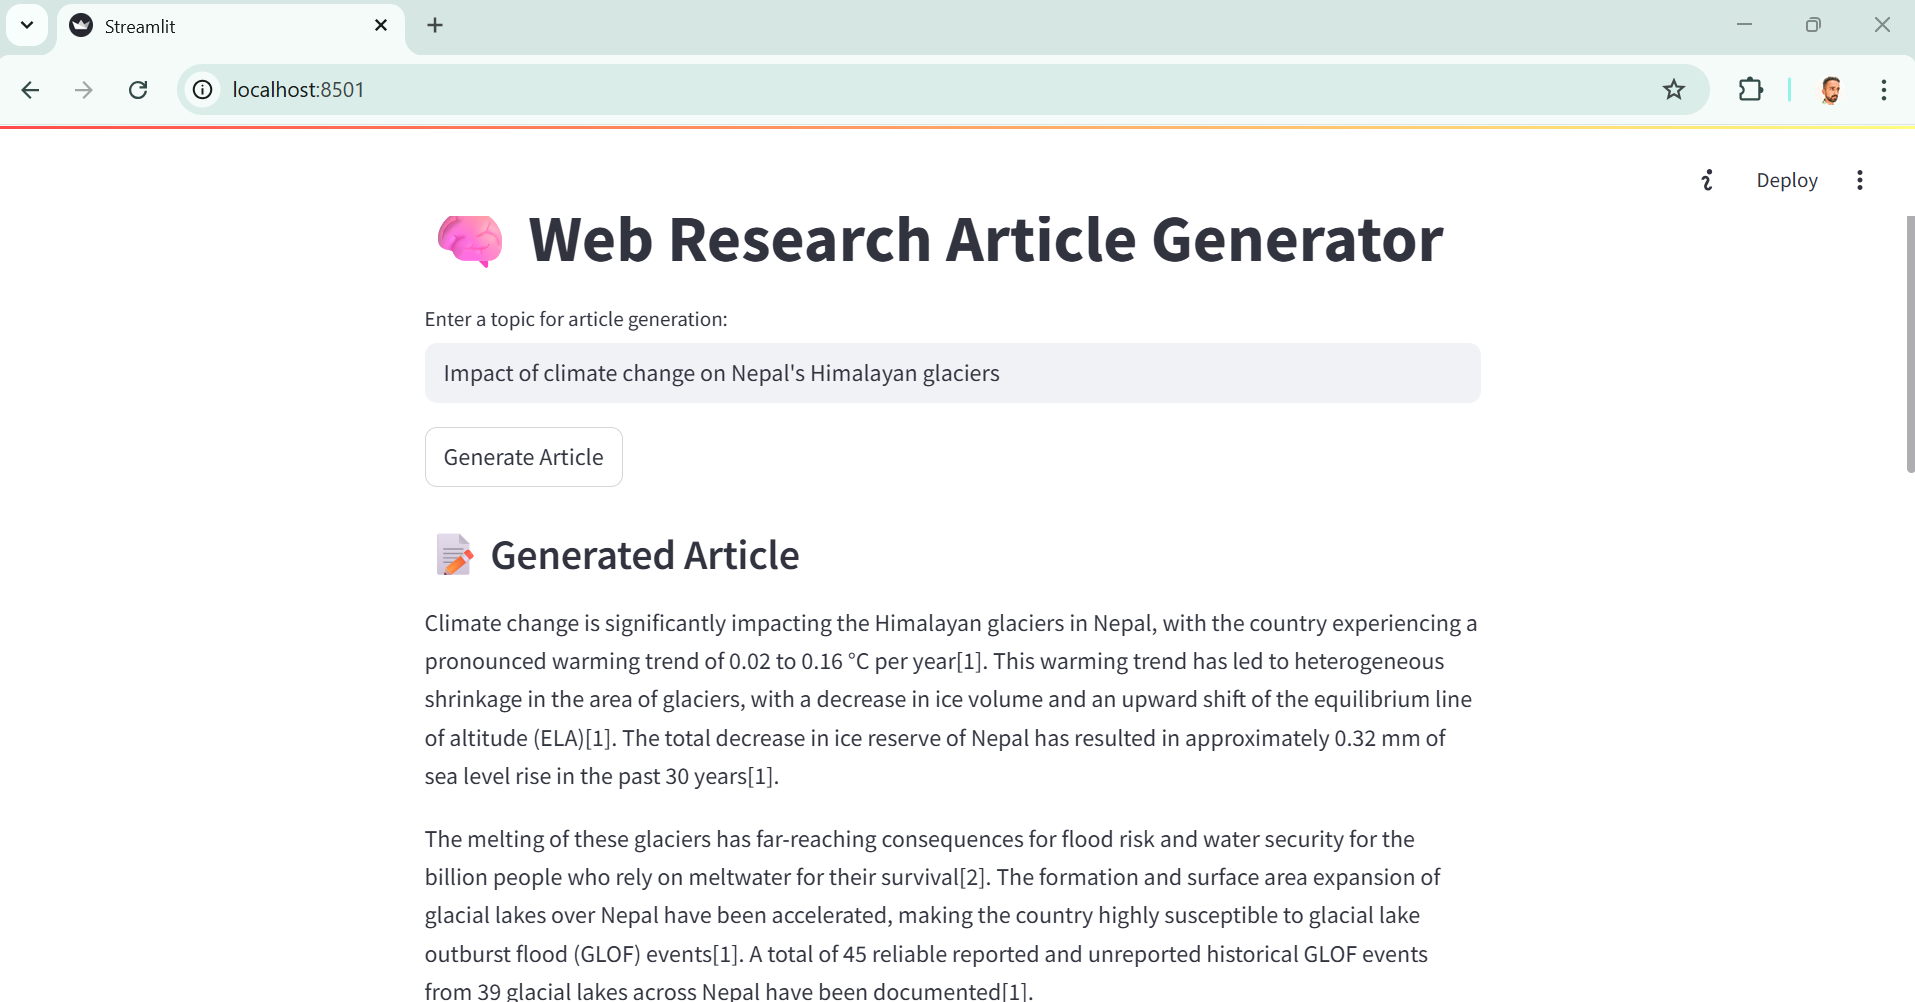 Streamlit
localhost:8501
Deploy
Web Research Article Generator
Enter a topic for article generation:
Impact of climate change on Nepal's Himalayan glaciers
Generate Article
Generated Article
Climate change is significantly impacting the Himalayan glaciers in Nepal, with the country experiencing a
pronounced warming trend of 0.02 to 0.16 °C per year[1]. This warming trend has led to heterogeneous
shrinkage in the area of glaciers, with a decrease in ice volume and an upward shift of the equilibrium line
of altitude (ELA)[1]. The total decrease in ice reserve of Nepal has resulted in approximately 0.32 mm of
sea level rise in the past 30 years[1].
The melting of these glaciers has far-reaching consequences for flood risk and water security for the
billion people who rely on meltwater for their survival[2]. The formation and surface area expansion of
glacial lakes over Nepal have been accelerated, making the country highly susceptible to glacial lake
outburst flood (GLOF) events[1]. A total of 45 reliable reported and unreported historical GLOF events
from 39 glacial lakes across Nepal have been documented[1].